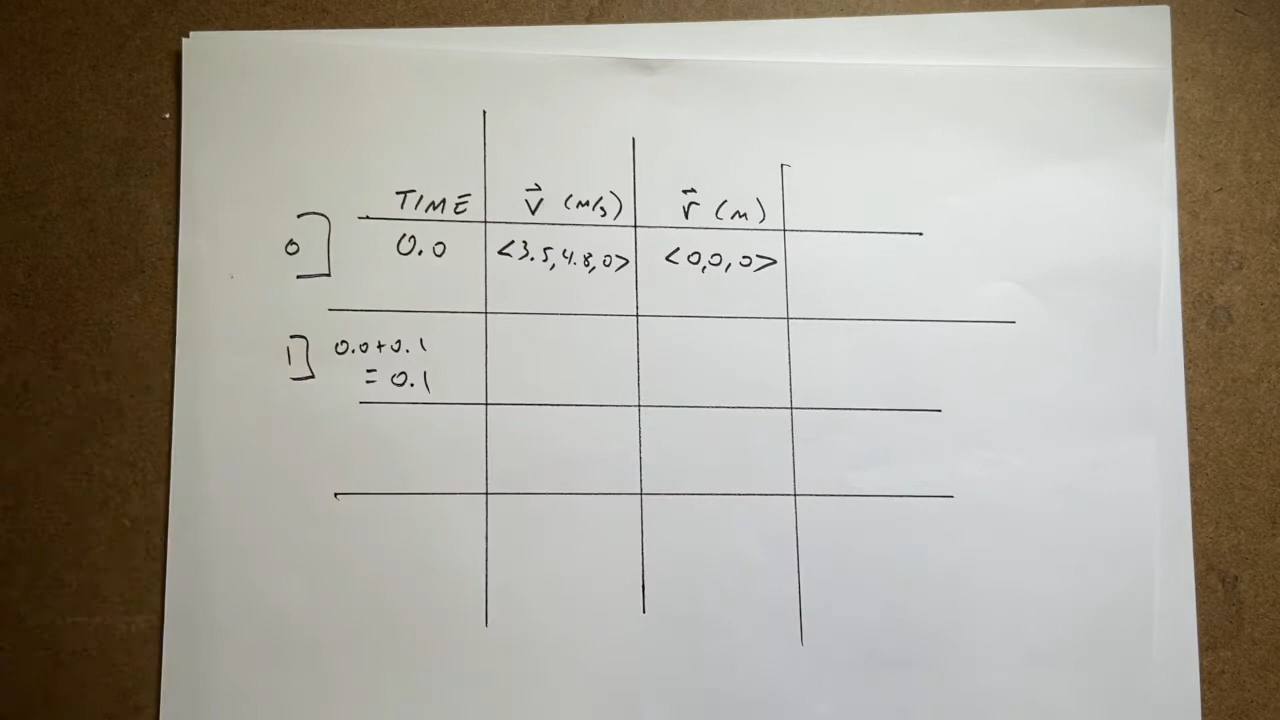 TIME v⃗ (m/s) r⃗ (m)
0] 0.0 <3.5,4.8,0> <0,0,0>
1] 0.0+0.1
= 0.1